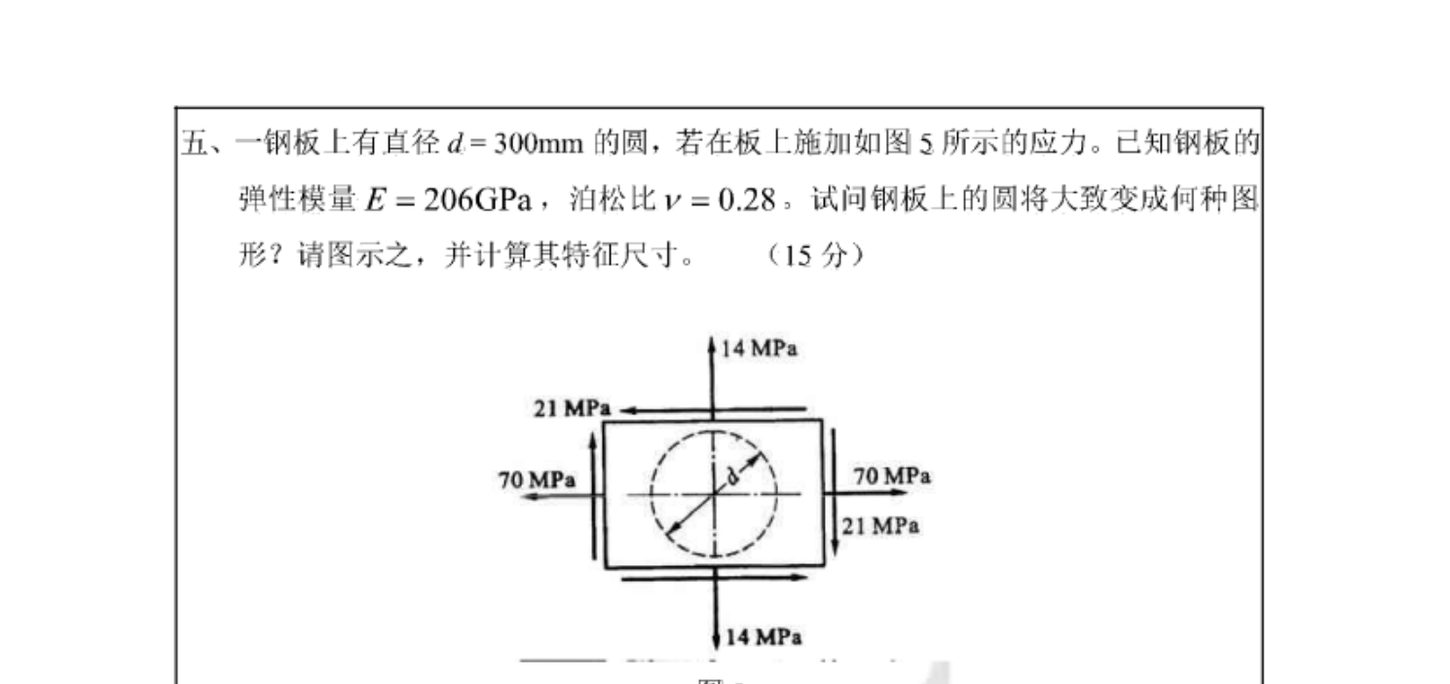 五、一钢板上有直径 d = 300mm 的圆，若在板上施加如图 5 所示的应力。已知钢板的
弹性模量 E = 206GPa，泊松比 ν = 0.28。试问钢板上的圆将大致变成何种图
形？请图示之，并计算其特征尺寸。 （15 分）
14 MPa
21 MPa
70 MPa
d
70 MPa
21 MPa
14 MPa